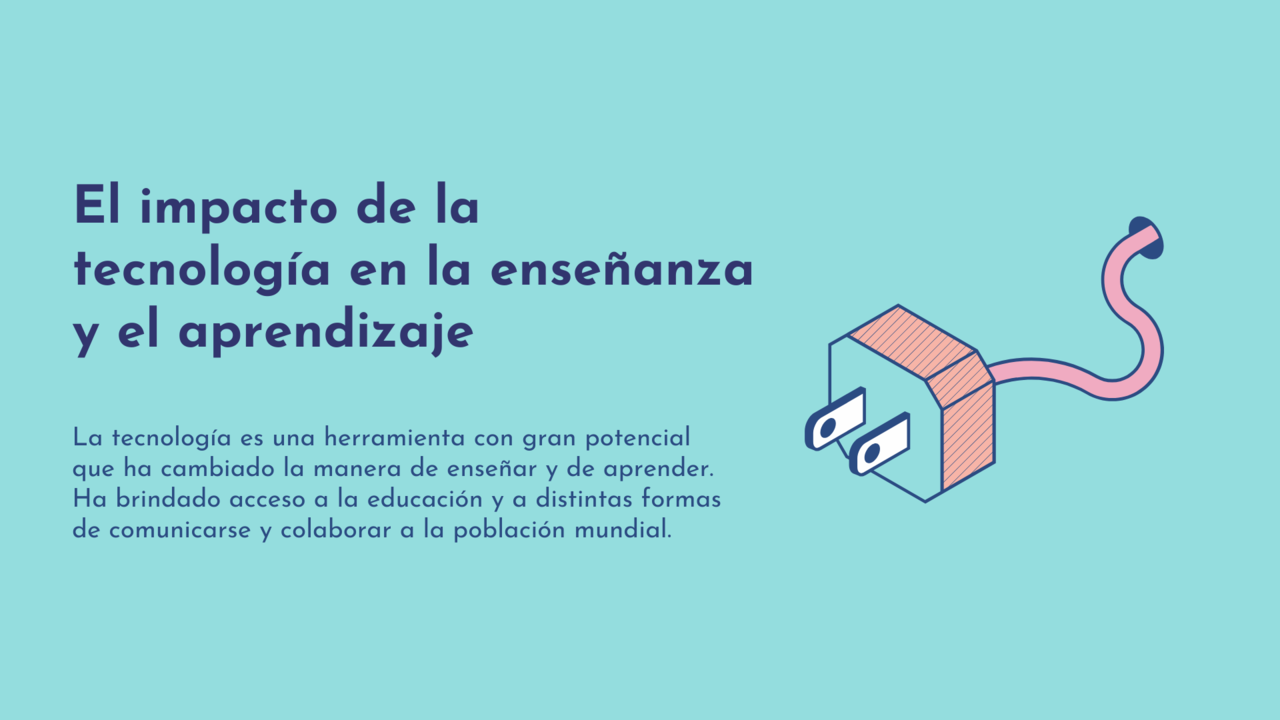 El impacto de la
tecnología en la enseñanza
y el aprendizaje
La tecnología es una herramienta con gran potencial
que ha cambiado la manera de enseñar y de aprender.
Ha brindado acceso a la educación y a distintas formas
de comunicarse y colaborar a la población mundial.